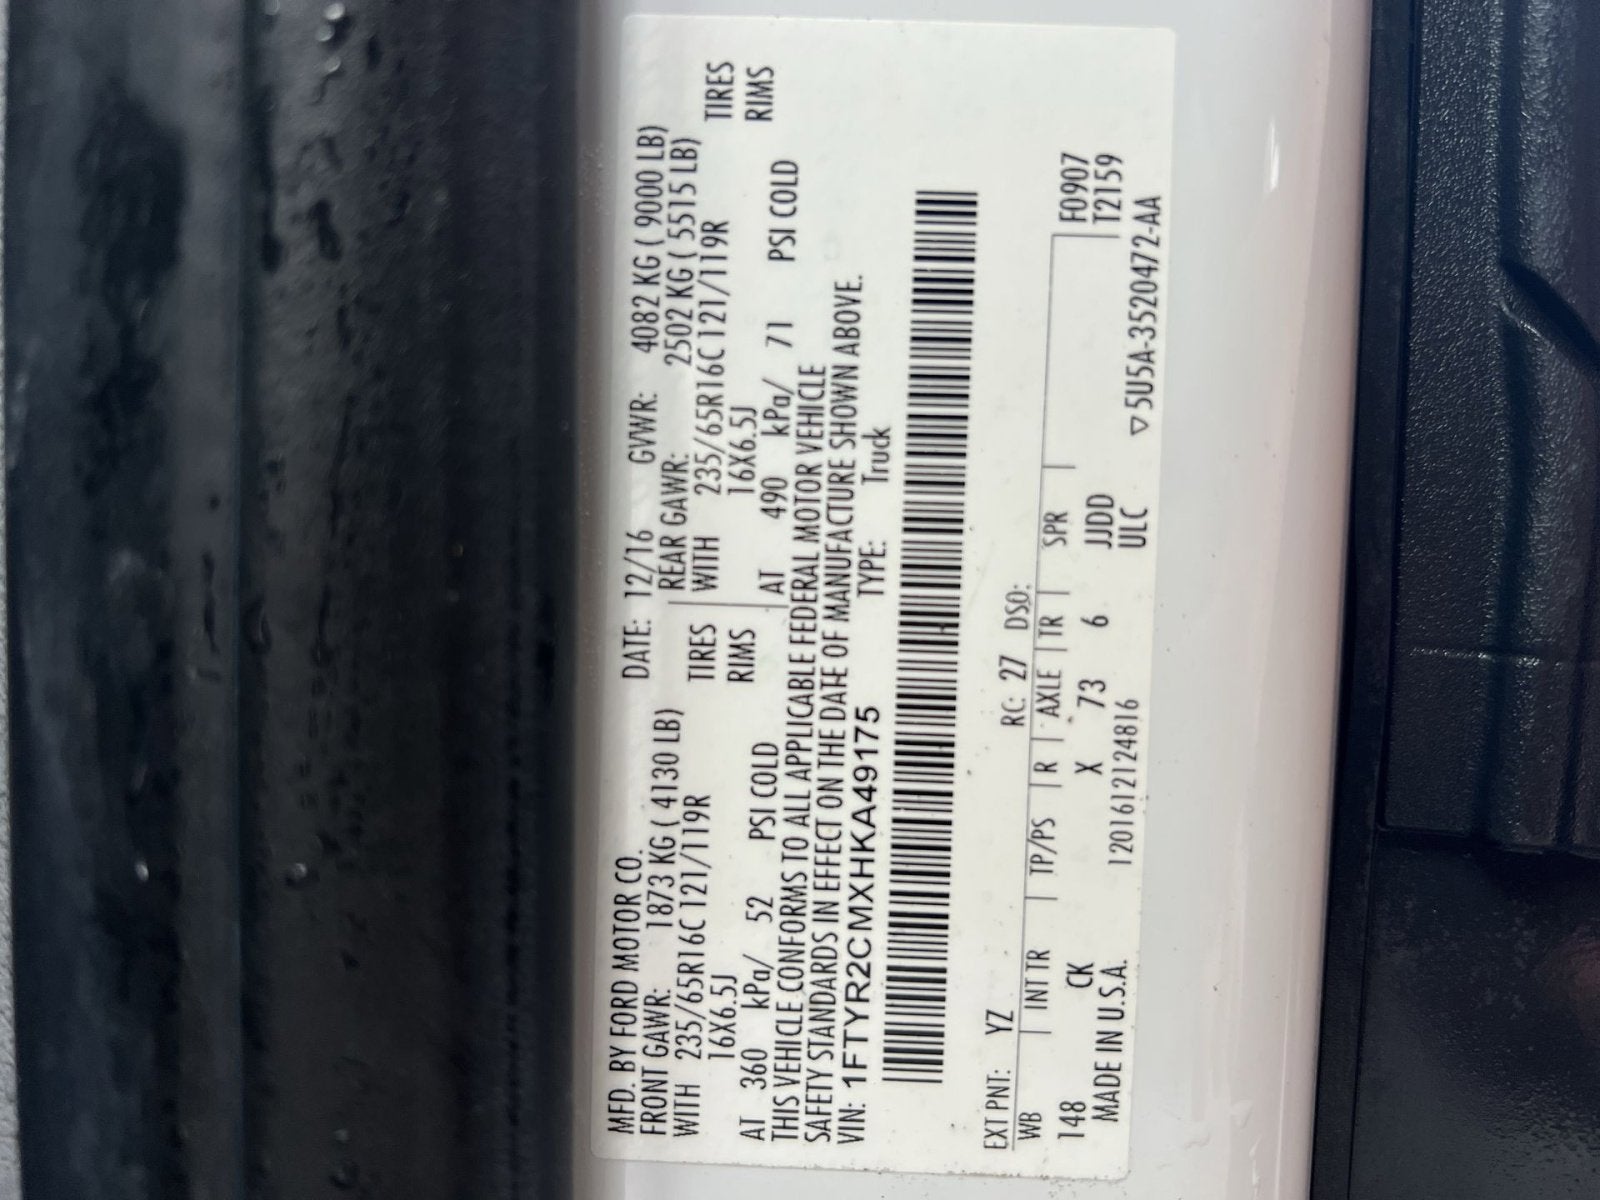 MFD. BY FORD MOTOR CO.
DATE: 12/16 GVWR: 4082 KG ( 9000 LB)
FRONT GAWR: 1873 KG ( 4130 LB)
REAR GAWR: 2502 KG ( 5515 LB)
WITH 235/65R16C 121/119R TIRES
WITH 235/65R16C 121/119R TIRES
16X6.5J RIMS
16X6.5J RIMS
AT 360 kPa/ 52 PSI COLD
AT 490 kPa/ 71 PSI COLD
THIS VEHICLE CONFORMS TO ALL APPLICABLE FEDERAL MOTOR VEHICLE
SAFETY STANDARDS IN EFFECT ON THE DATE OF MANUFACTURE SHOWN ABOVE.
VIN: 1FTYR2CMXHKA49175 TYPE: Truck
EXT PNT: YZ RC: 27 DSO:
WB INT TR TP/PS R AXLE TR SPR F0907
148 CK X 73 6 JJDD T2159
MADE IN U.S.A. 1201612124816 ULC
▽5U5A-3520472-AA